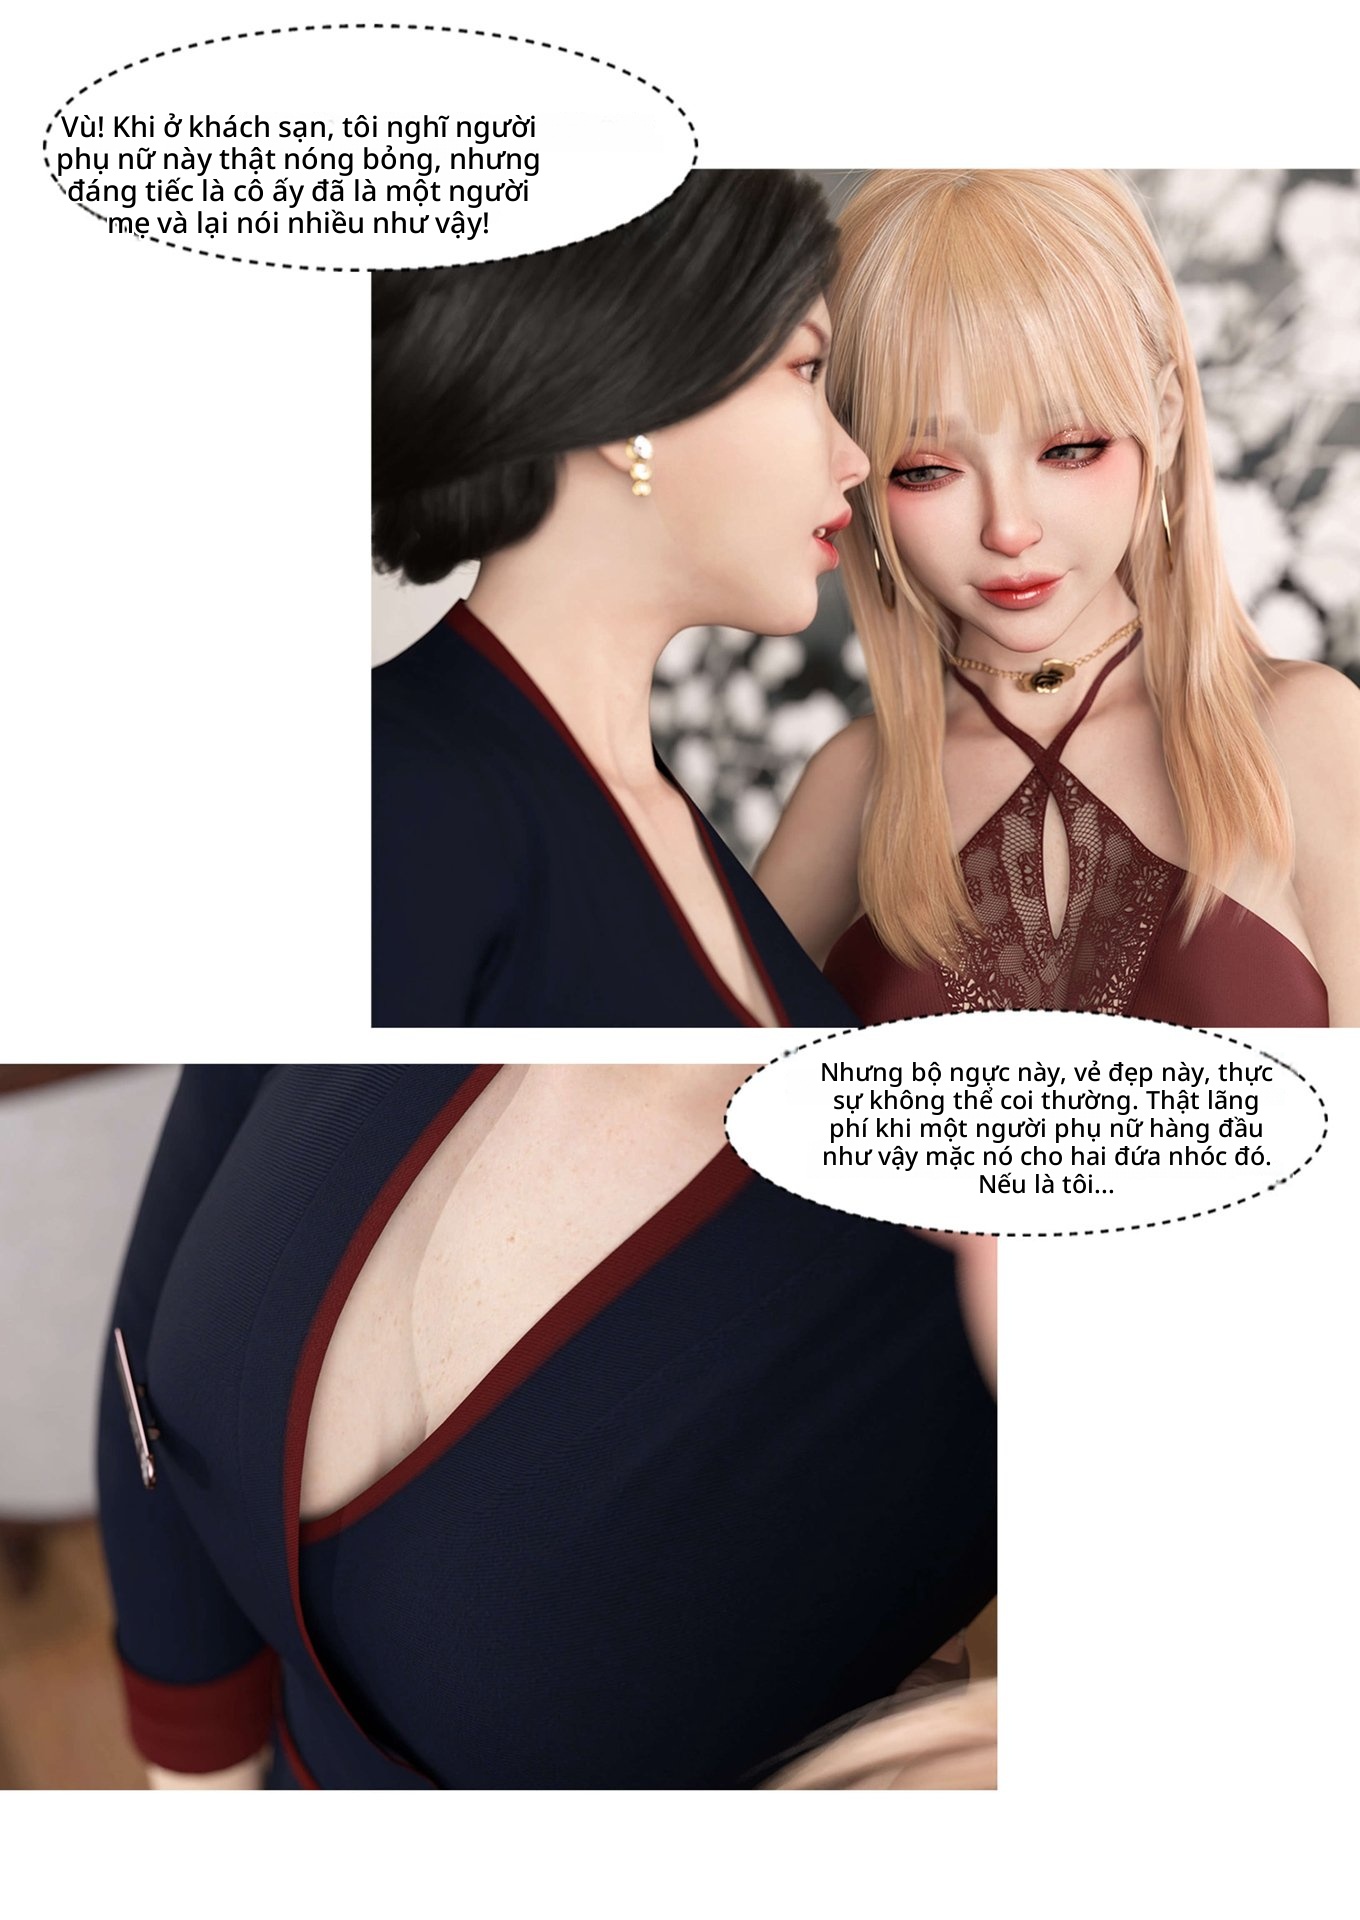 Vù! Khi ở khách sạn, tôi nghĩ người
phụ nữ này thật nóng bỏng, nhưng
đáng tiếc là cô ấy đã là một người
mẹ và lại nói nhiều như vậy!
Nhưng bộ ngực này, vẻ đẹp này, thực
sự không thể coi thường. Thật lãng
phí khi một người phụ nữ hàng đầu
như vậy mặc nó cho hai đứa nhóc đó.
Nếu là tôi...